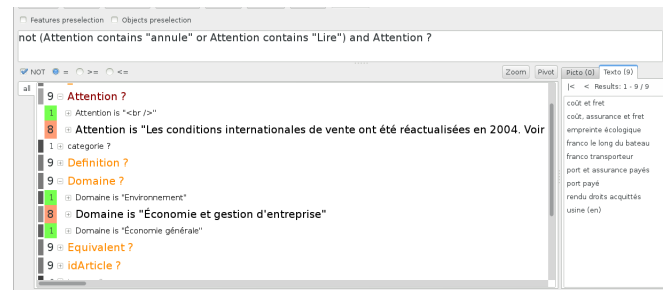 Features preselection Objects preselection
not (Attention contains "annule" or Attention contains "Lire") and Attention ?
NOT = >= <= Zoom Pivot Picto (0) Texto (9)
all
|< < Results: 1 - 9 / 9
9 Attention ?
1 Attention is "<br />"
8 Attention is "Les conditions internationales de vente ont été réactualisées en 2004. Voir
1 categorie ?
9 Definition ?
9 Domaine ?
1 Domaine is "Environnement"
8 Domaine is "Économie et gestion d'entreprise"
1 Domaine is "Économie générale"
9 Equivalent ?
9 idArticle ?
coût et fret
coût, assurance et fret
empreinte écologique
franco le long du bateau
franco transporteur
port et assurance payés
port payé
rendu droits acquittés
usine (en)